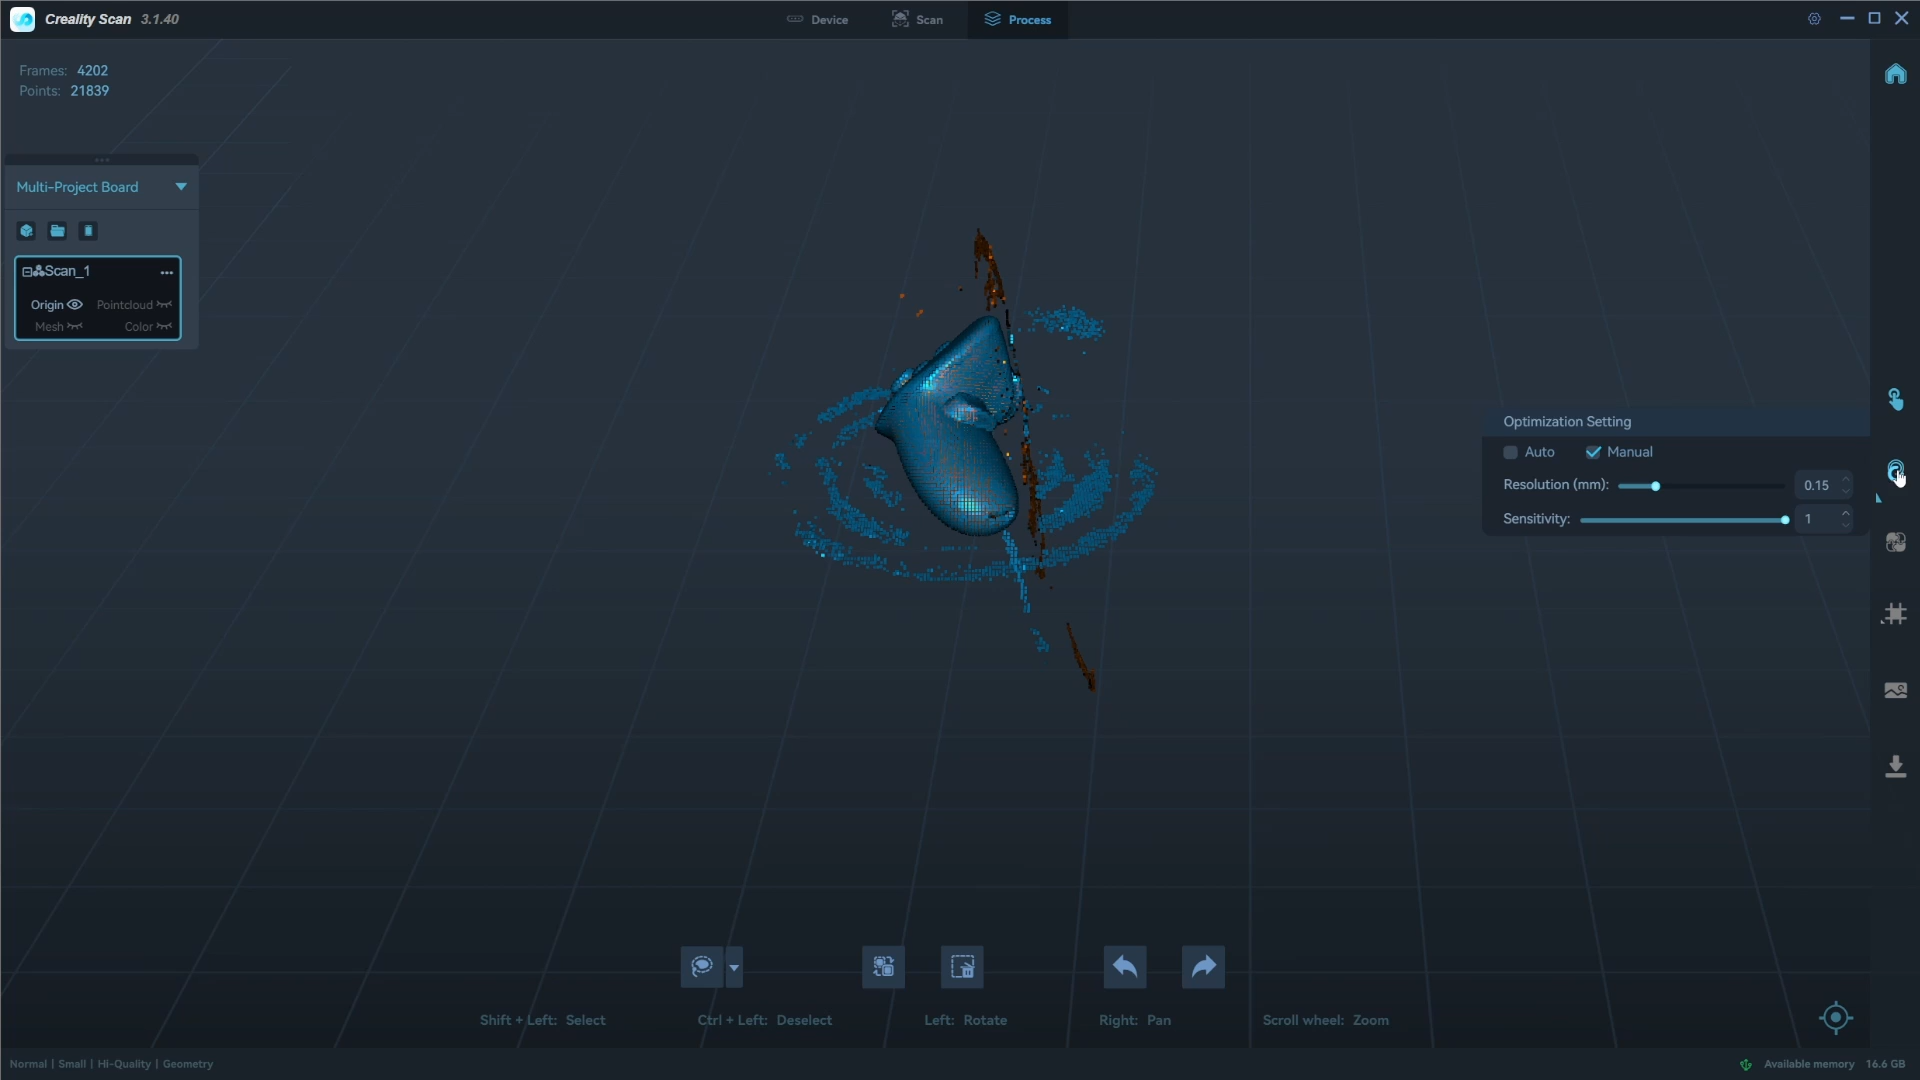 Creality Scan 3.1.40
Device
Scan
Process
Frames: 4202
Points: 21839
Multi-Project Board
Scan_1
Origin
Pointcloud
Mesh
Color
Optimization Setting
Auto
Manual
Resolution (mm):
0.15
Sensitivity:
1
Shift + Left: Select
Ctrl + Left: Deselect
Left: Rotate
Right: Pan
Scroll wheel: Zoom
Normal | Small | Hi-Quality | Geometry
Available memory 16.6 GB